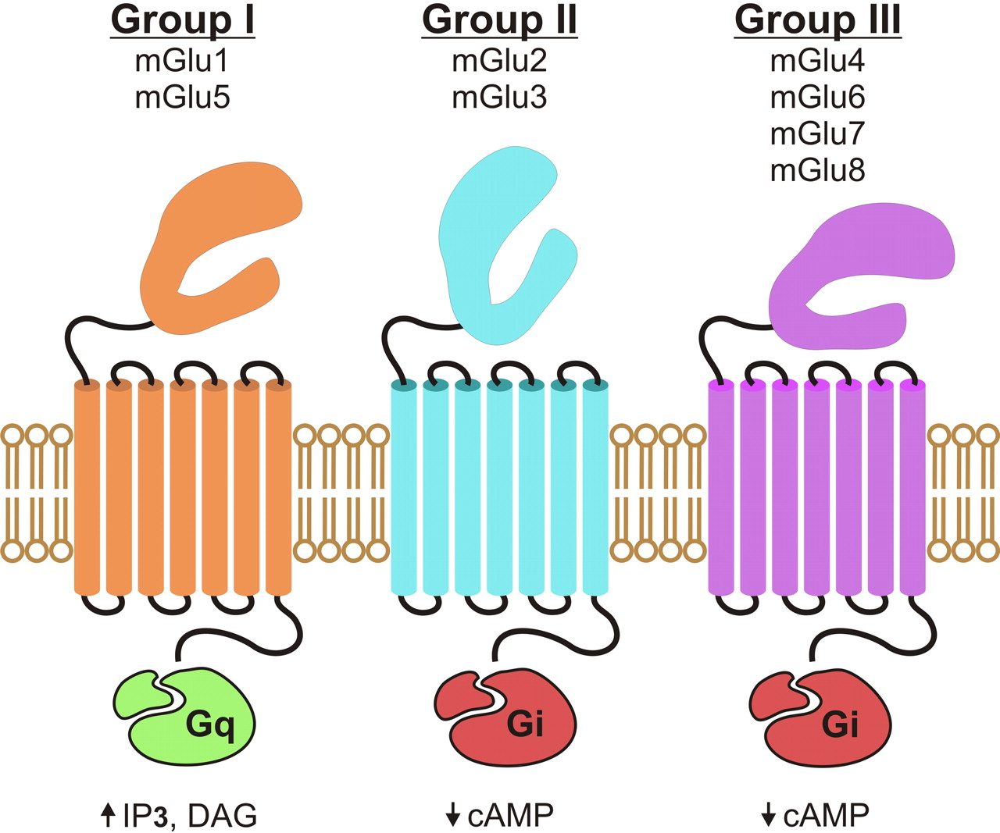 Group I
mGlu1
mGlu5
Group II
mGlu2
mGlu3
Group III
mGlu4
mGlu6
mGlu7
mGlu8
Gq
Gi
Gi
↑ IP3, DAG
↓ cAMP
↓ cAMP